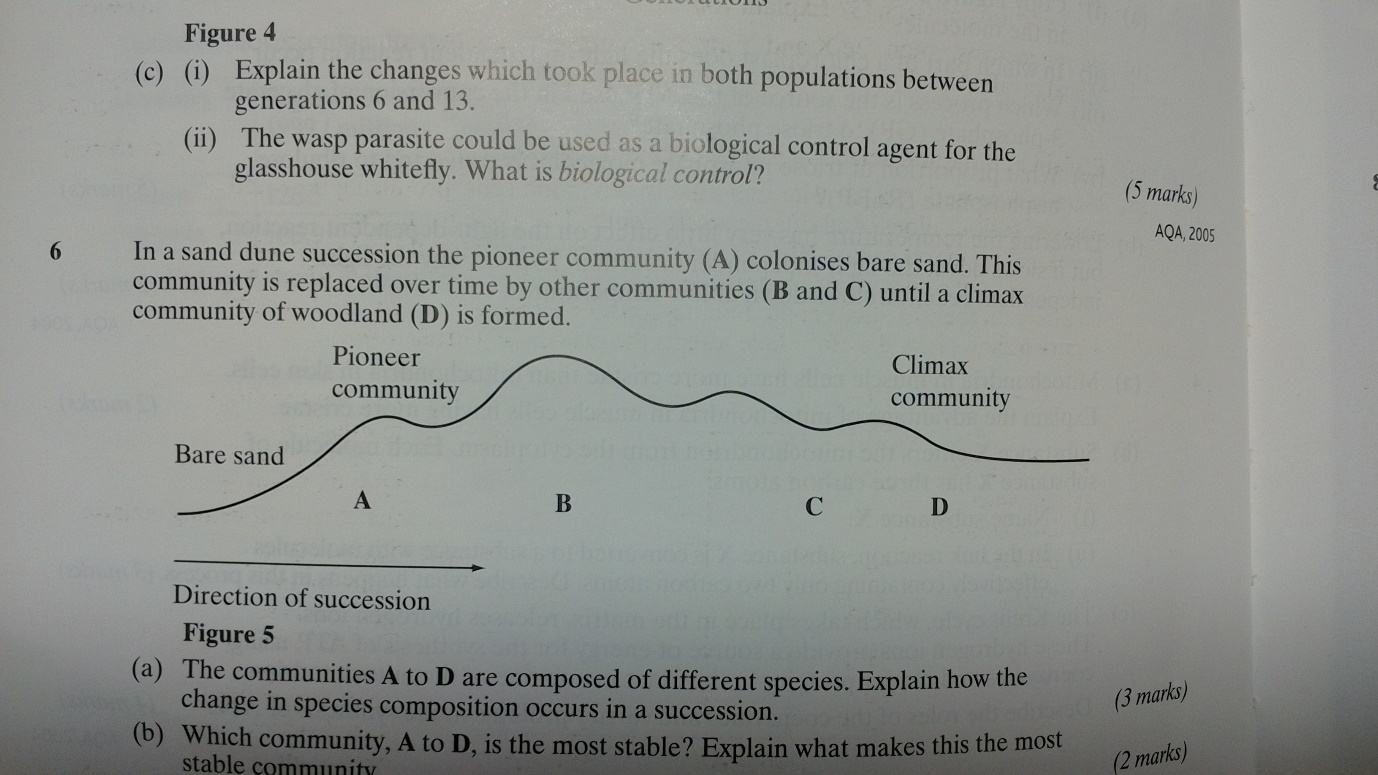 Figure 4
(c) (i) Explain the changes which took place in both populations between
generations 6 and 13.
(ii) The wasp parasite could be used as a biological control agent for the
glasshouse whitefly. What is biological control?
(5 marks)
AQA, 2005
6 In a sand dune succession the pioneer community (A) colonises bare sand. This
community is replaced over time by other communities (B and C) until a climax
community of woodland (D) is formed.
Pioneer
community
Climax
community
Bare sand
A B C D
Direction of succession
Figure 5
(a) The communities A to D are composed of different species. Explain how the
change in species composition occurs in a succession.
(3 marks)
(b) Which community, A to D, is the most stable? Explain what makes this the most
stable community
(2 marks)